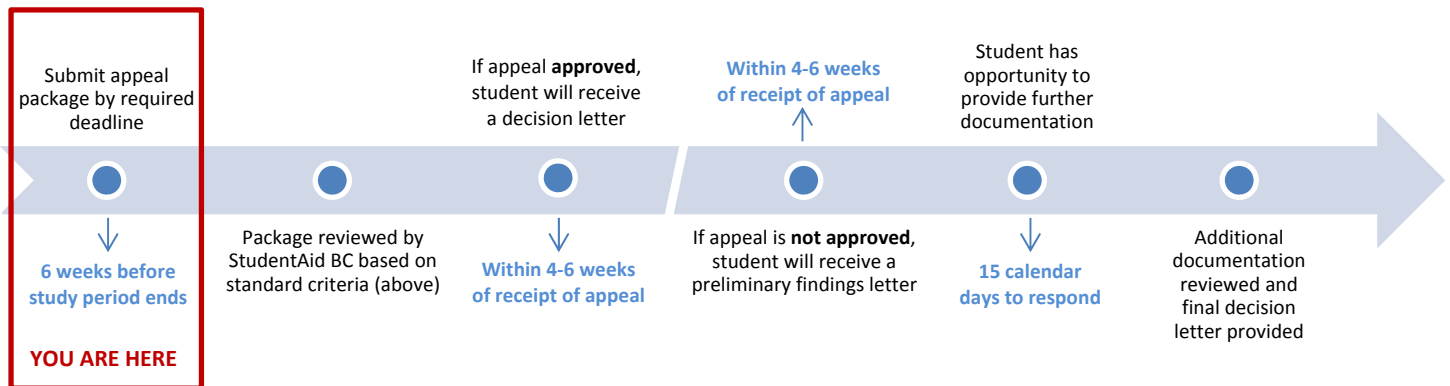 Submit appeal
package by required
deadline
6 weeks before
study period ends
YOU ARE HERE
Package reviewed by
StudentAid BC based on
standard criteria (above)
If appeal approved,
student will receive
a decision letter
Within 4-6 weeks
of receipt of appeal
Within 4-6 weeks
of receipt of appeal
If appeal is not approved,
student will receive a
preliminary findings letter
Student has
opportunity to
provide further
documentation
15 calendar
days to respond
Additional
documentation
reviewed and
final decision
letter provided